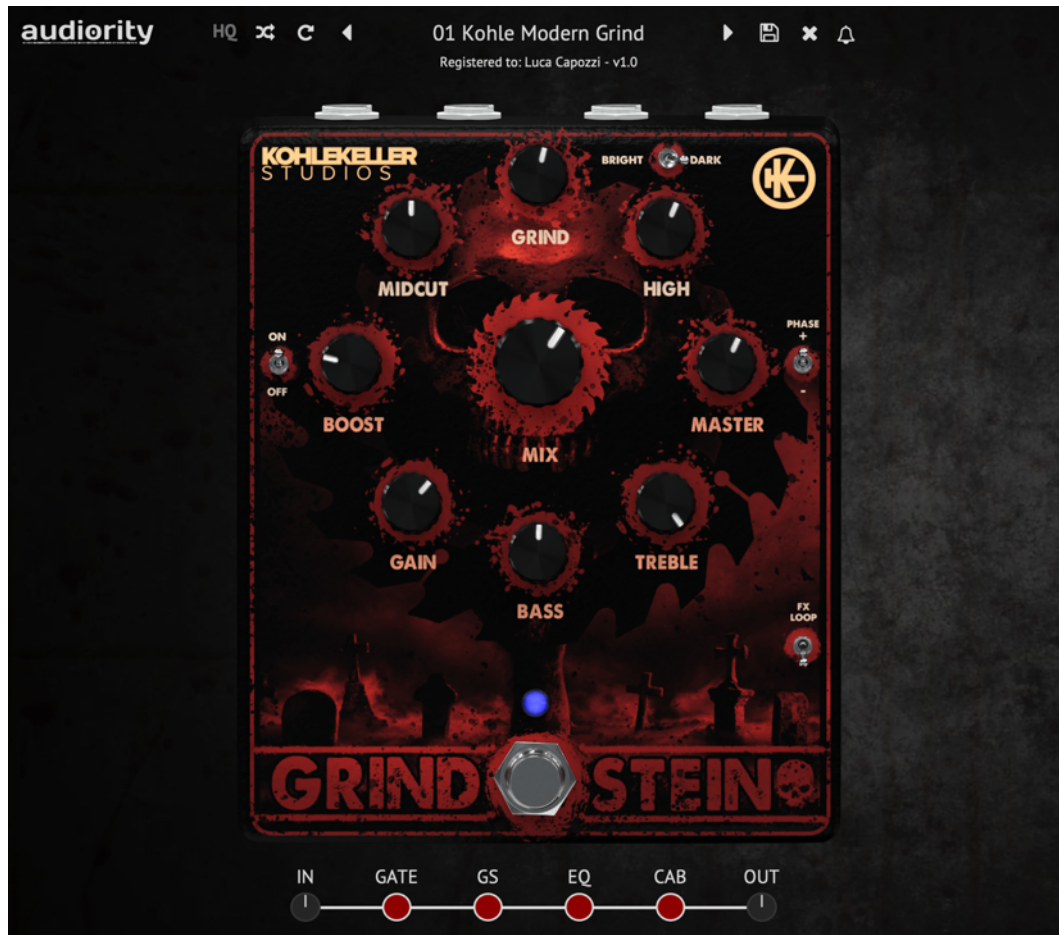 audiority
HQ
01 Kohle Modern Grind
Registered to: Luca Capozzi - v1.0
KOHLEKELLER
STUDIOS
BRIGHT
DARK
GRIND
MIDCUT
HIGH
ON
OFF
PHASE
+
-
BOOST
MASTER
MIX
GAIN
TREBLE
BASS
FX
LOOP
GRIND STEIN
IN
GATE
GS
EQ
CAB
OUT